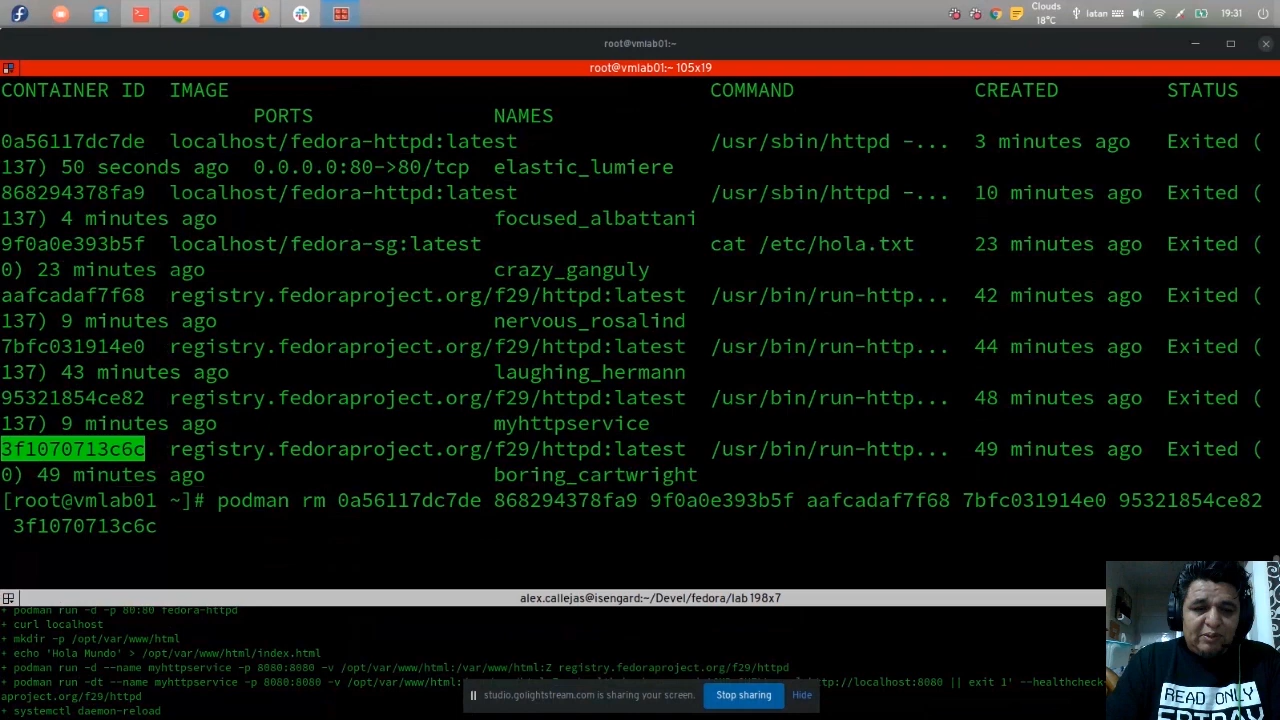 Clouds
18°C
latan
19:31
root@vmlab01:~
root@vmlab01:~ 105x19
CONTAINER ID IMAGE COMMAND CREATED STATUS
PORTS NAMES
0a56117dc7de localhost/fedora-httpd:latest /usr/sbin/httpd -... 3 minutes ago Exited (
137) 50 seconds ago 0.0.0.0:80->80/tcp elastic_lumiere
868294378fa9 localhost/fedora-httpd:latest /usr/sbin/httpd -... 10 minutes ago Exited (
137) 4 minutes ago focused_albattani
9f0a0e393b5f localhost/fedora-sg:latest cat /etc/hola.txt 23 minutes ago Exited (
0) 23 minutes ago crazy_ganguly
aafcadaf7f68 registry.fedoraproject.org/f29/httpd:latest /usr/bin/run-http... 42 minutes ago Exited (
137) 9 minutes ago nervous_rosalind
7bfc031914e0 registry.fedoraproject.org/f29/httpd:latest /usr/bin/run-http... 44 minutes ago Exited (
137) 43 minutes ago laughing_hermann
95321854ce82 registry.fedoraproject.org/f29/httpd:latest /usr/bin/run-http... 48 minutes ago Exited (
137) 9 minutes ago myhttpservice
3f1070713c6c registry.fedoraproject.org/f29/httpd:latest /usr/bin/run-http... 49 minutes ago Exited (
0) 49 minutes ago boring_cartwright
[root@vmlab01 ~]# podman rm 0a56117dc7de 868294378fa9 9f0a0e393b5f aafcadaf7f68 7bfc031914e0 95321854ce82
3f1070713c6c
alex.callejas@isengard:~/Devel/fedora/lab 198x7
+ podman run -d -p 80:80 fedora-httpd
+ curl localhost
+ mkdir -p /opt/var/www/html
+ echo 'Hola Mundo' > /opt/var/www/html/index.html
+ podman run -d --name myhttpservice -p 8080:8080 -v /opt/var/www/html:/var/www/html:Z registry.fedoraproject.org/f29/httpd
+ podman run -dt --name myhttpservice -p 8080:8080 -v /opt/var/www/html:/var/www/html:Z http://localhost:8080 || exit 1' --healthcheck-
aproject.org/f29/httpd
+ systemctl daemon-reload
studio.golightstream.com is sharing your screen.
Stop sharing
Hide
READ ONLY